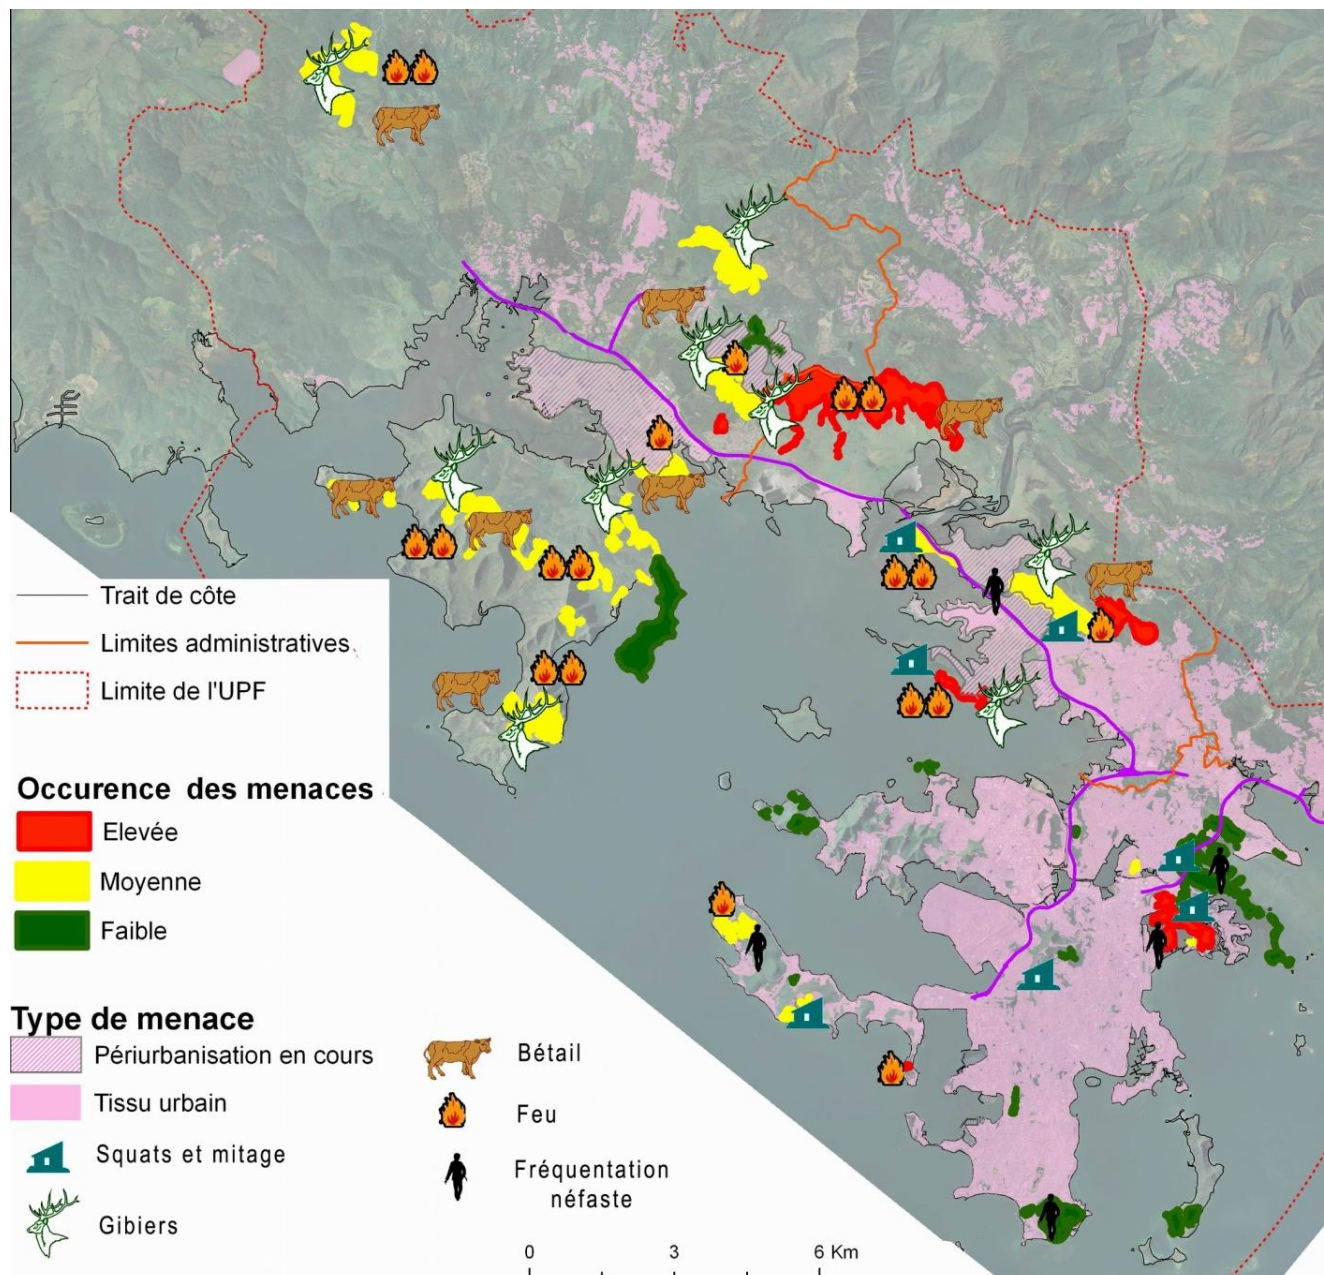 Trait de côte
Limites administratives
Limite de l'UPF
Occurence des menaces
Elevée
Moyenne
Faible
Type de menace
Périurbanisation en cours
Tissu urbain
Squats et mitage
Gibiers
Bétail
Feu
Fréquentation
néfaste
0 3 6 Km